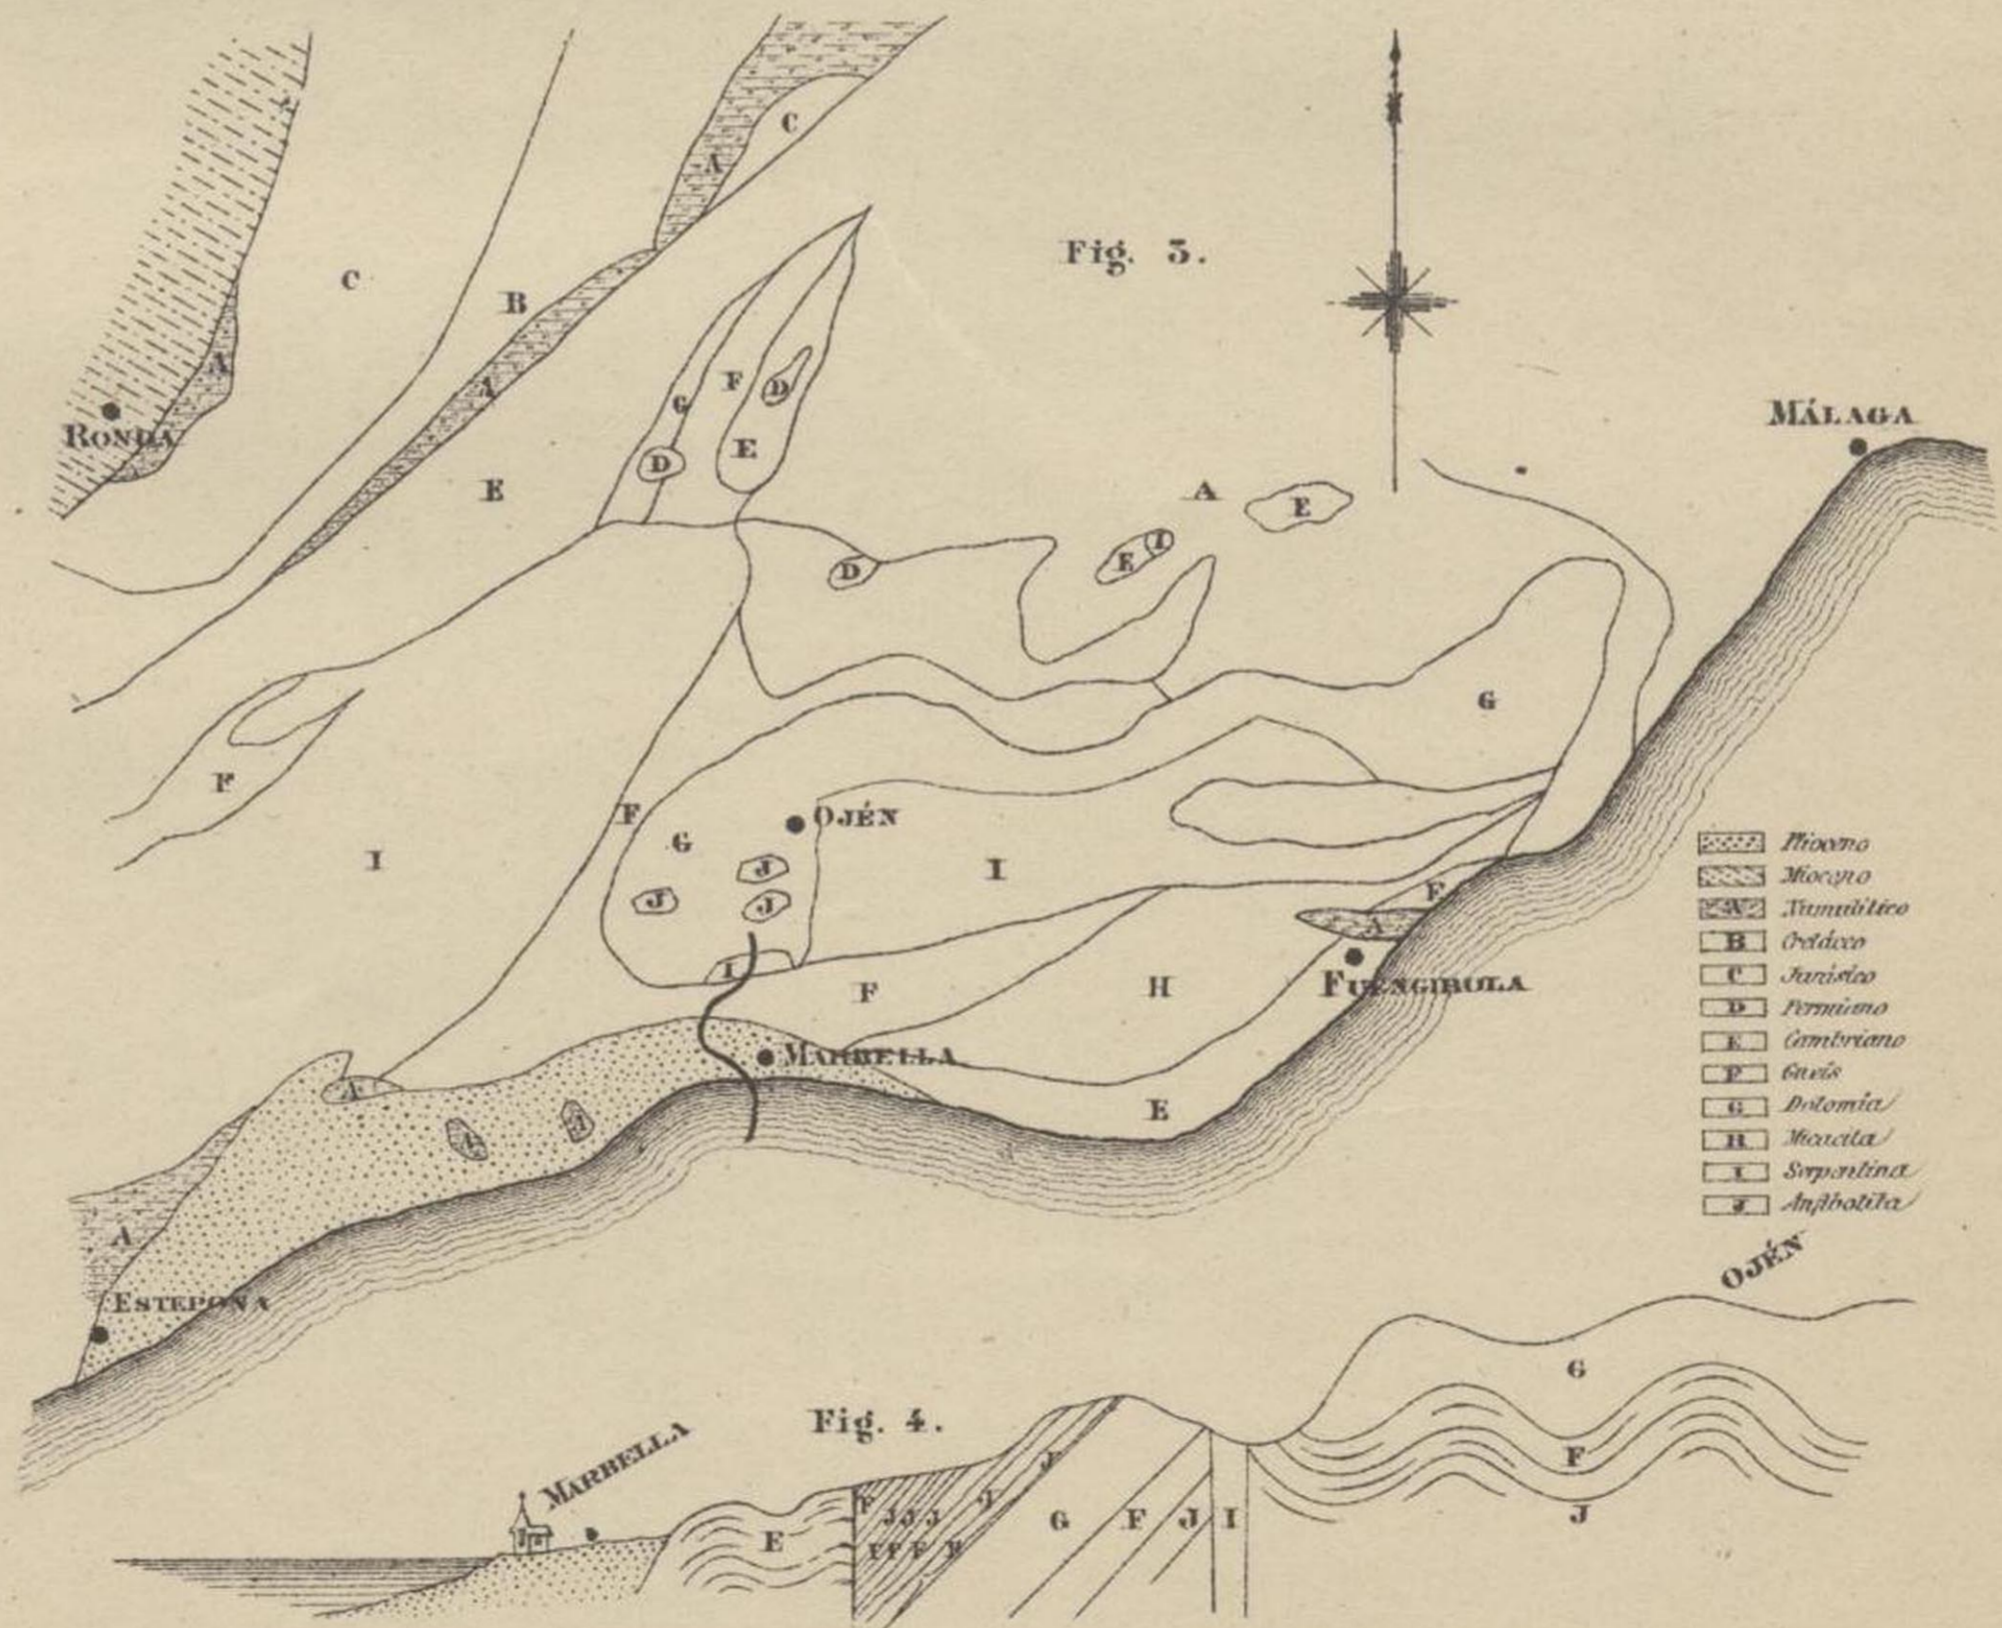 N
C
A
A
C
B
A
A
RONDA
E
Fig. 3.
G
F
D
D
E
MÁLAGA
A
E
E
I
D
G
F
F
G
OJÉN
I
I
J
J
J
F
A
FUENGIROLA
I
F
H
MARBELLA
E
A
A
ESTEPONA
Plioceno
Mioceno
A Numulítico
B Cretáceo
C Jurásico
D Permiano
E Cambriano
F Gneis
G Dolomía
H Micacita
I Serpentina
J Anfibolita
Fig. 4.
MARBELLA
OJÉN
E
F
J J J
F F F F
J
J
G
F
J
I
G
F
J